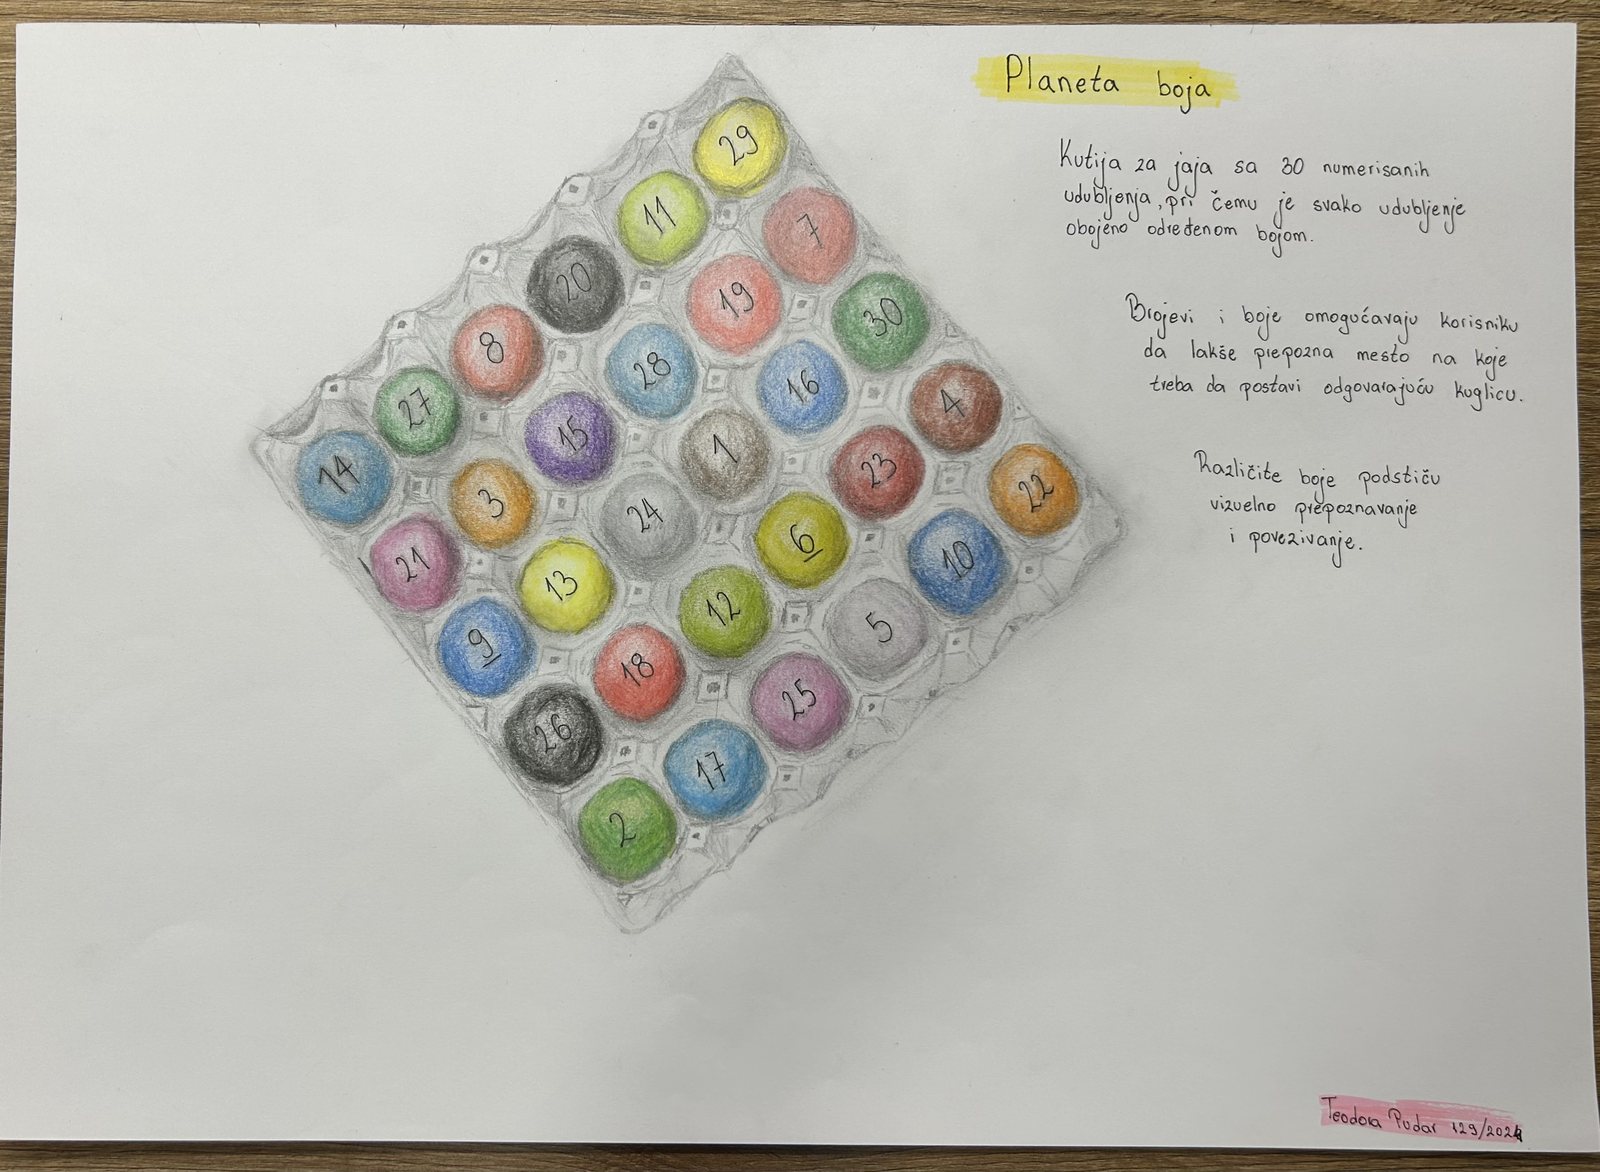 Planeta boja
Kutija za jaja sa 30 numerisanih
udubljenja, pri čemu je svako udubljenje
obojeno određenom bojom.
Brojevi i boje omogućavaju korisniku
da lakše prepozna mesto na koje
treba da postavi odgovarajuću kuglicu.
Različite boje podstiču
vizuelno prepoznavanje
i povezivanje.
29
11
7
20
19
30
8
28
16
4
27
15
1
23
22
14
3
24
6
10
21
13
12
5
9
18
25
26
17
2
Teodora Pudar 129/2024